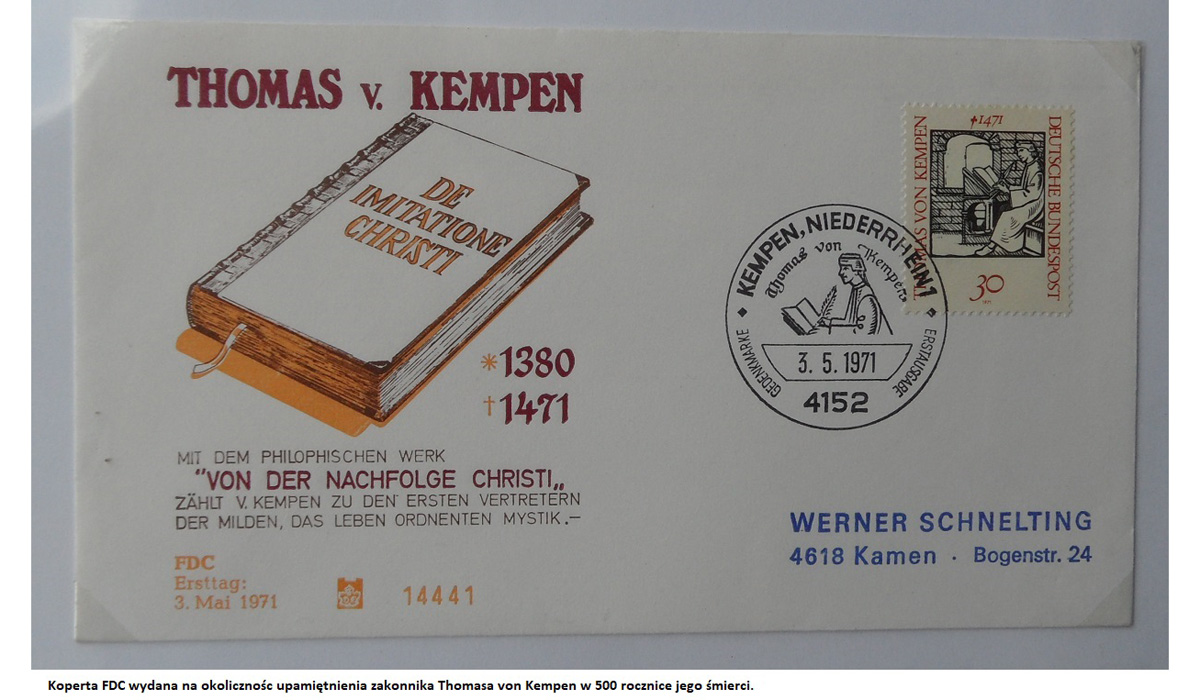 THOMAS v. KEMPEN
DE
IMITATIONE
CHRISTI
*1380
†1471
MIT DEM PHILOPHISCHEN WERK
"VON DER NACHFOLGE CHRISTI„
ZÄHLT V. KEMPEN ZU DEN ERSTEN VERTRETERN
DER MILDEN, DAS LEBEN ORDNENTEN MYSTIK.—
FDC
Ersttag:
3. Mai 1971
14441
†1471
THOMAS VON KEMPEN
DEUTSCHE BUNDESPOST
30
1971
KEMPEN, NIEDERRHEIN 1
Thomas von Kempen
GEDENKMARKE
ERSTAUSGABE
3. 5. 1971
4152
WERNER SCHNELTING
4618 Kamen · Bogenstr. 24
Koperta FDC wydana na okolicznośc upamiętnienia zakonnika Thomasa von Kempen w 500 rocznice jego śmierci.